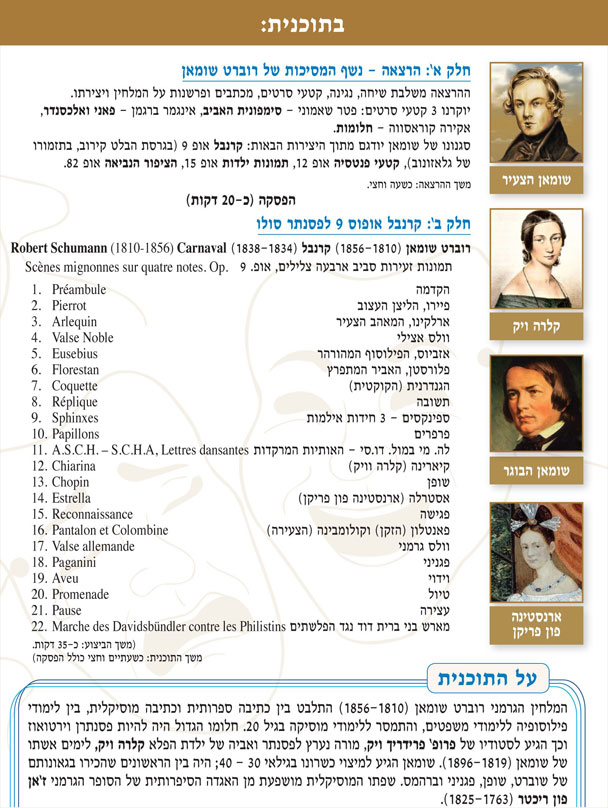 בתוכנית:
חלק א': הרצאה – נשף המסיכות של רוברט שומאן
ההרצאה משלבת שיחה, נגינה, קטעי סרטים, מכתבים ופרשנות על המלחין ויצירתו.
יוקרנו 3 קטעי סרטים: פטר שאמוני – סימפונית האביב, אינגמר ברגמן – פאני ואלכסנדר,
אקירה קוראסווה – חלומות.
סגנונו של שומאן יודגם מתוך היצירות הבאות: קרנבל אופ 9 (בגרסת הבלט קירוב, בתזמורו
של גלאזונוב), קטעי פנטסיה אופ 12, תמונות ילדות אופ 15, הציפור הנביאה אופ 82.
משך ההרצאה: כשעה וחצי.
הפסקה (כ-20 דקות)
שומאן הצעיר
חלק ב': קרנבל אופוס 9 לפסנתר סולו
רוברט שומאן (1810–1856) קרנבל (1834–1838) Robert Schumann (1810-1856) Carnaval
תמונות זעירות סביב ארבעה צלילים, אופ. 9 Scènes mignonnes sur quatre notes. Op.
1. Préambule הקדמה
2. Pierrot פיירו, הליצן העצוב
3. Arlequin ארלקינו, המאהב הצעיר
4. Valse Noble וולס אצילי
5. Eusebius אזביוס, הפילוסוף המהורהר
6. Florestan פלורסטן, האביר המתפרץ
7. Coquette הגנדרנית (הקוקטית)
8. Réplique תשובה
9. Sphinxes ספינקסים – 3 חידות אילמות
10. Papillons פרפרים
11. A.S.C.H. – S.C.H.A, Lettres dansantes לה. מי במול. דו.סי – האותיות המרקדות
12. Chiarina קיארינה (קלרה וויק)
13. Chopin שופן
14. Estrella אסטרלה (ארנסטינה פון פריקן)
15. Reconnaissance פגישה
16. Pantalon et Colombine פאנטלון (הזקן) וקולומבינה (הצעירה)
17. Valse allemande וולס גרמני
18. Paganini פגניני
19. Aveu וידוי
20. Promenade טיול
21. Pause עצירה
22. Marche des Davidsbündler contre les Philistins מארש בני ברית דוד נגד הפלשתים
(משך הביצוע: כ-35 דקות.
משך התוכנית: כשעתיים וחצי כולל הפסקה)
קלרה ויק
שומאן הבוגר
ארנסטינה
פון פריקן
על התוכנית
המלחין הגרמני רוברט שומאן (1810–1856) התלבט בין כתיבה ספרותית וכתיבה מוסיקלית, בין לימודי
פילוסופיה ללימודי משפטים, והתמסר ללימודי מוסיקה בגיל 20. חלומו הגדול היה להיות פסנתרן וירטואוז
וכך הגיע לסטודיו של פרופ' פרידריך ויק, מורה נערץ לפסנתר ואביה של ילדת הפלא קלרה ויק, לימים אשתו
של שומאן (1819–1896). שומאן הגיע למיצוי כשרונו בגילאי 30 – 40; היה בין הראשונים שהכירו בגאונותם
של שוברט, שופן, פגניני וברהמס. שפתו המוסיקלית מושפעת מן האגדה הסיפרותית של הסופר הגרמני ז'אן
פון ריכטר (1763–1825).